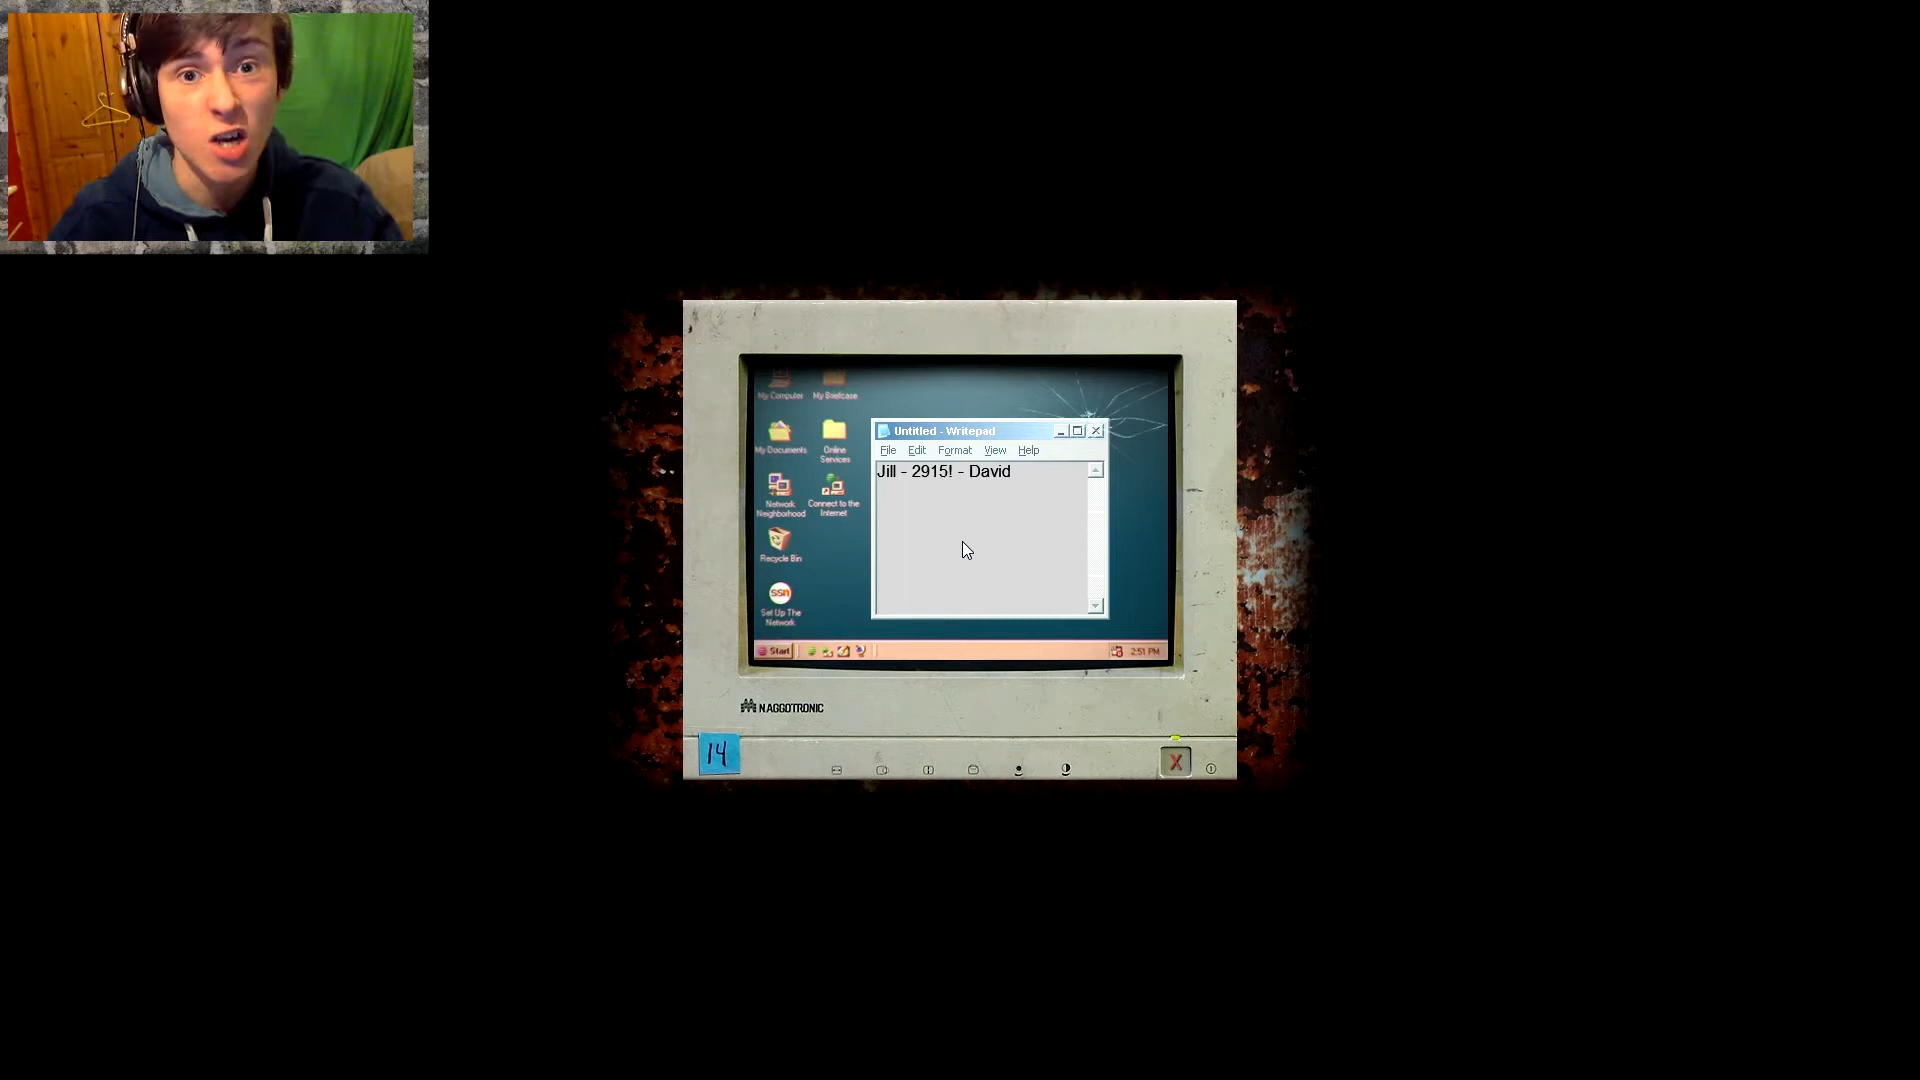 My Computer
My Briefcase
Untitled - Writepad
File Edit Format View Help
Jill - 2915! - David
My Documents
Online
Services
Network
Neighborhood
Connect to the
Internet
Recycle Bin
ssn
Set Up The
Network
Start
2:51 PM
NAGGOTRONIC
14
X